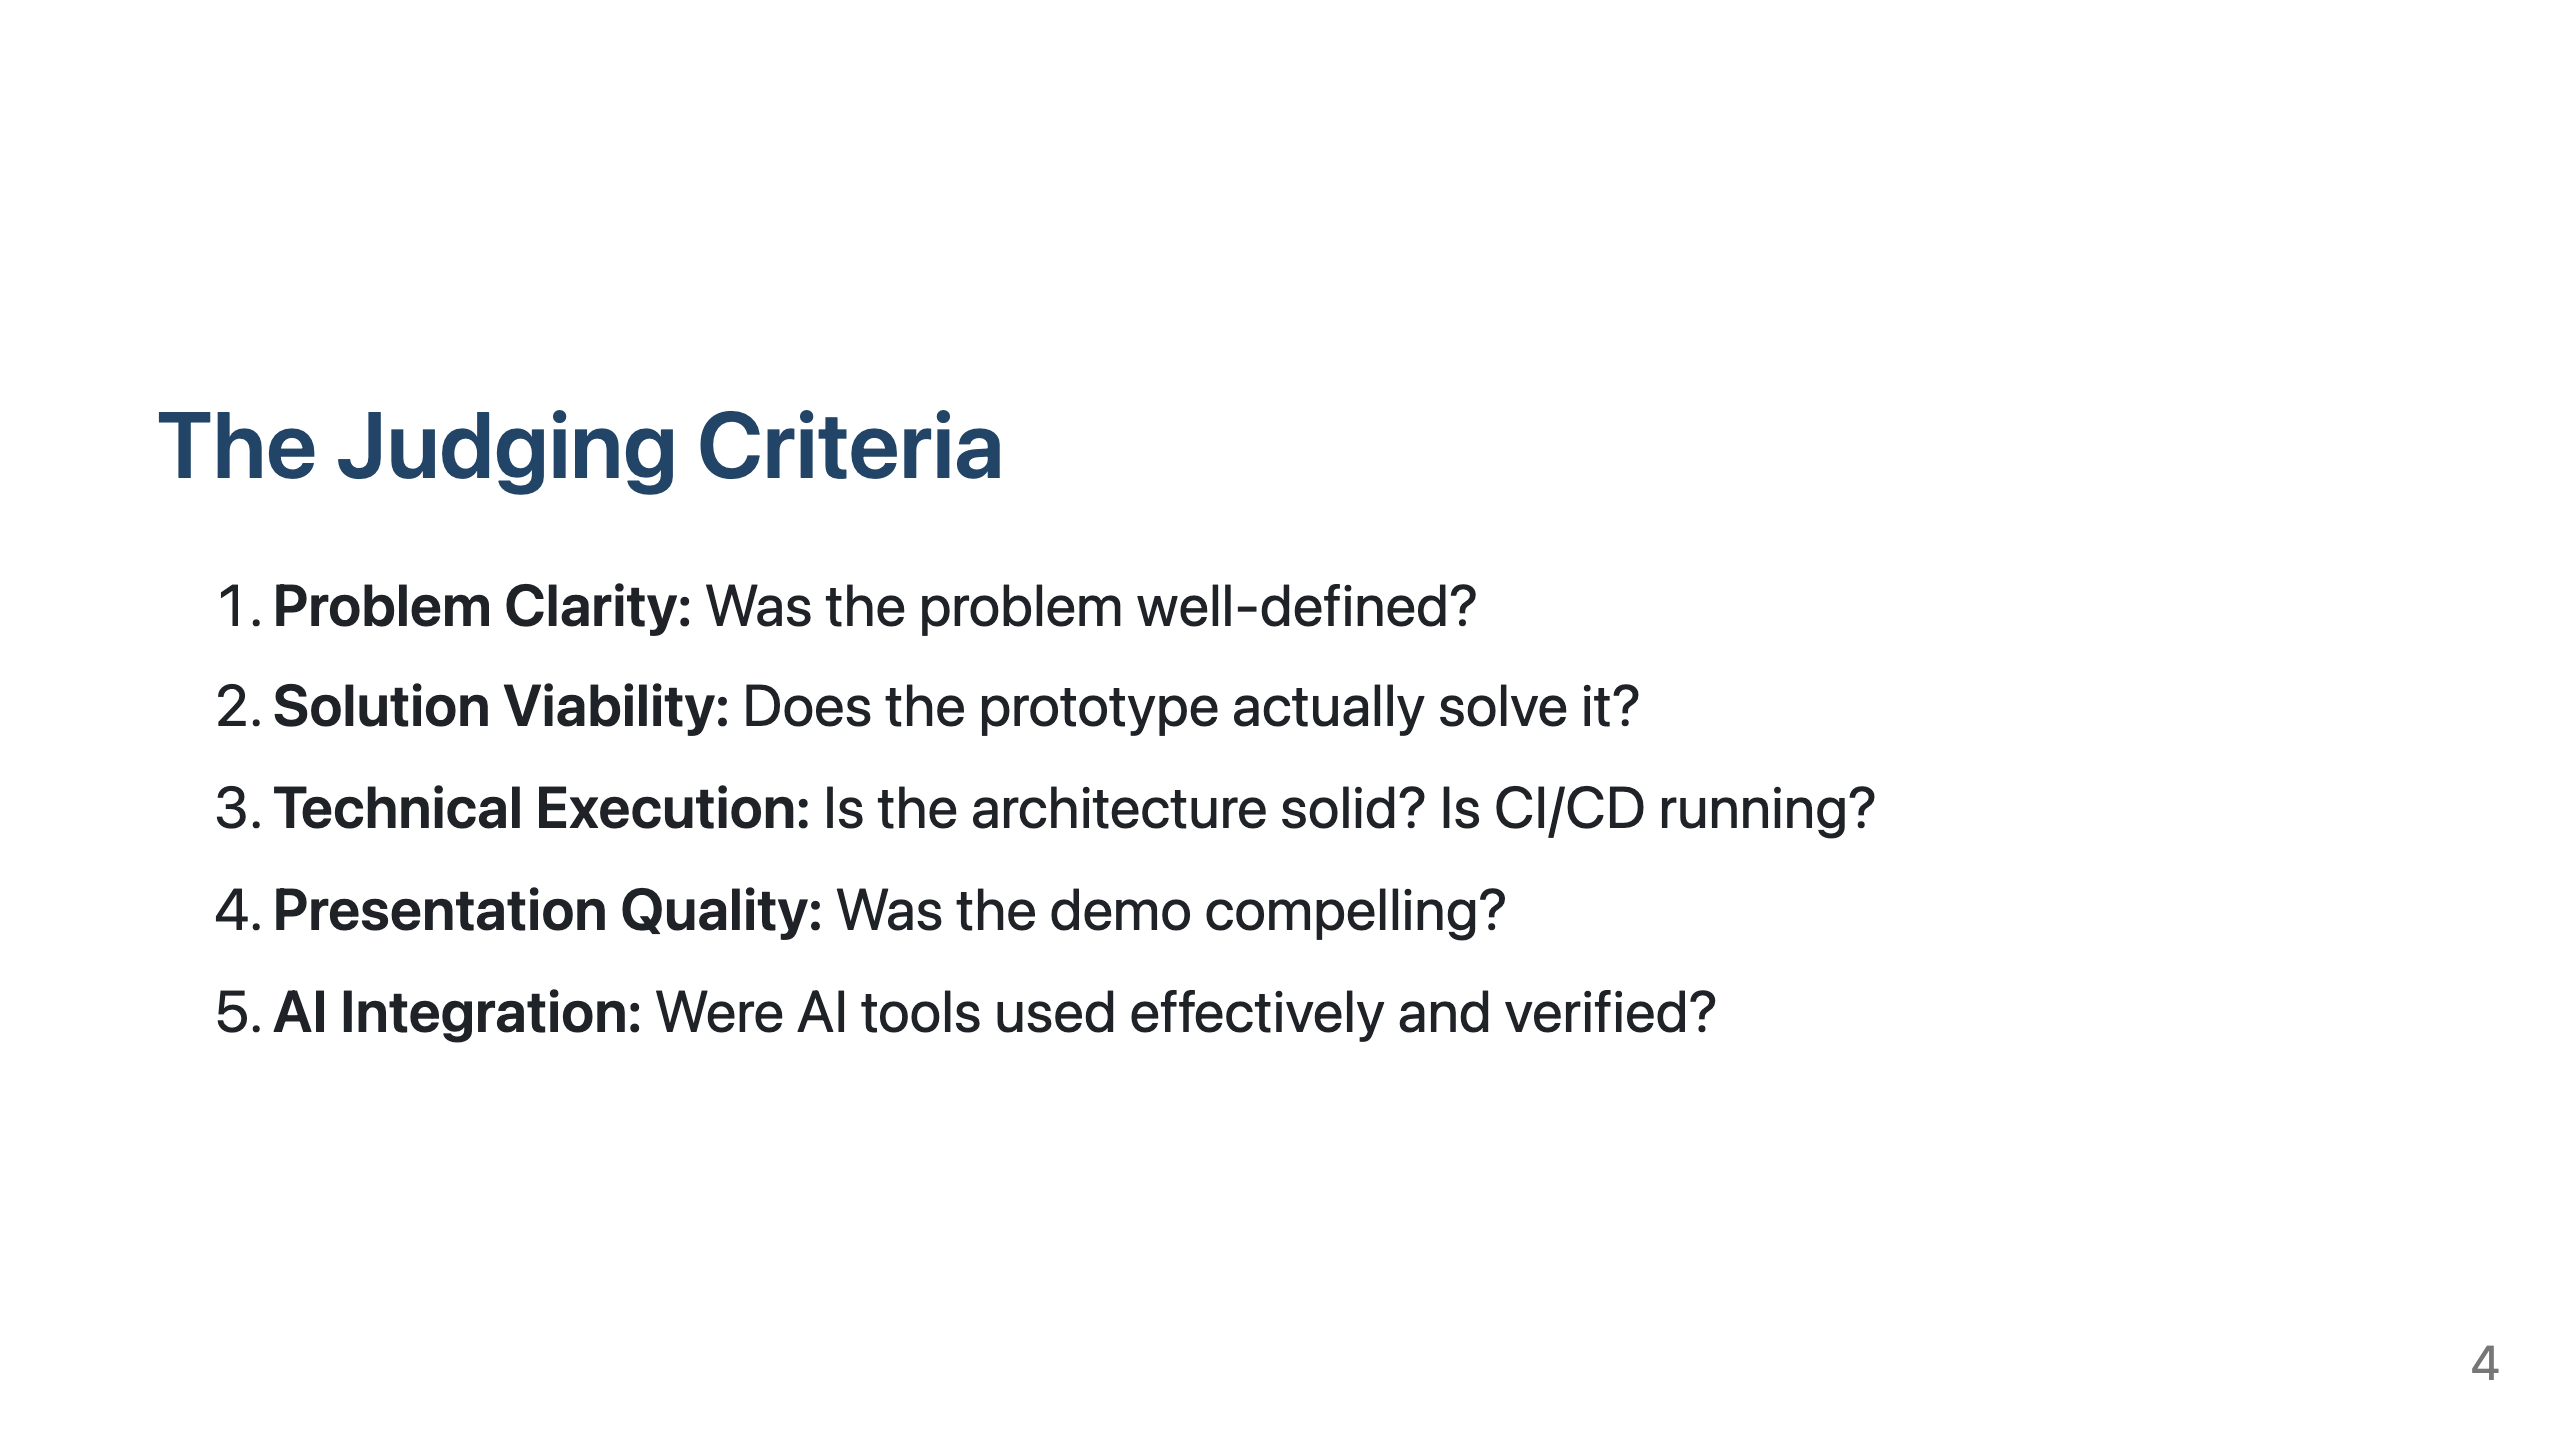 The Judging Criteria
1. Problem Clarity: Was the problem well-defined?
2. Solution Viability: Does the prototype actually solve it?
3. Technical Execution: Is the architecture solid? Is CI/CD running?
4. Presentation Quality: Was the demo compelling?
5. AI Integration: Were AI tools used effectively and verified?
4